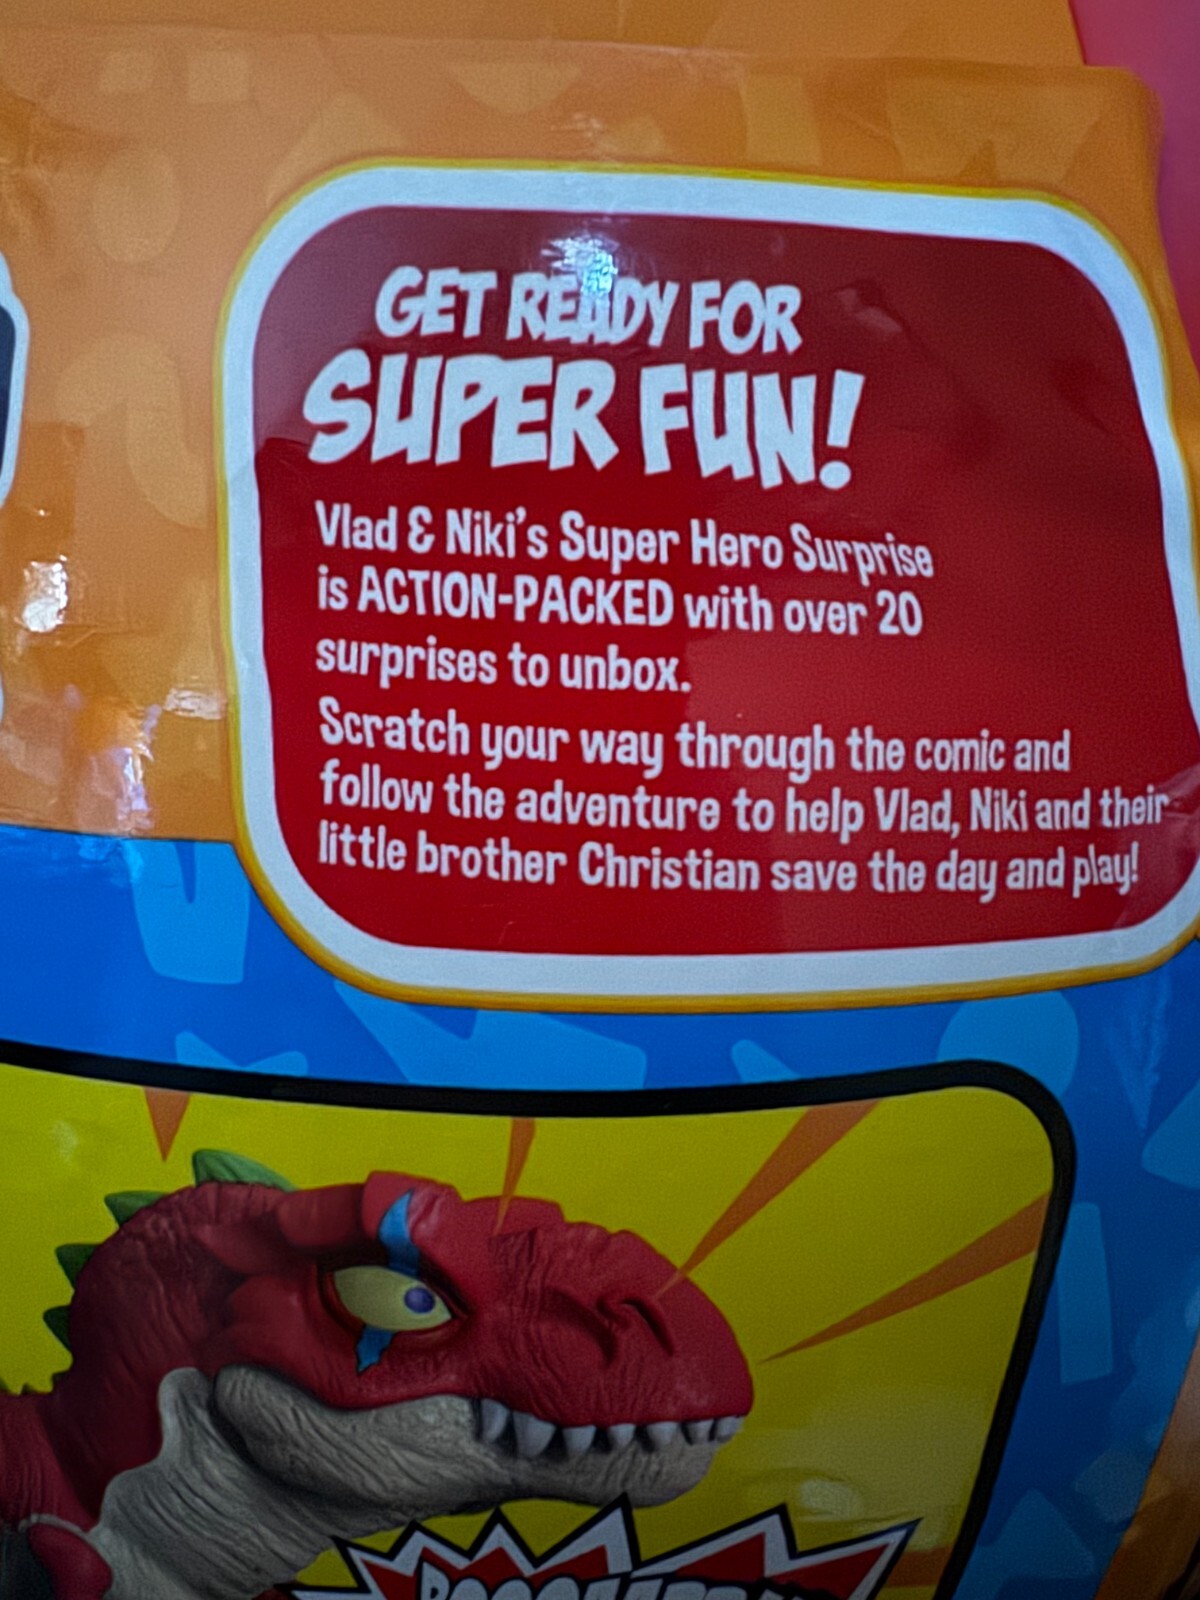 GET READY FOR
SUPER FUN!
Vlad & Niki's Super Hero Surprise
is ACTION-PACKED with over 20
surprises to unbox.
Scratch your way through the comic and
follow the adventure to help Vlad, Niki and their
little brother Christian save the day and play!